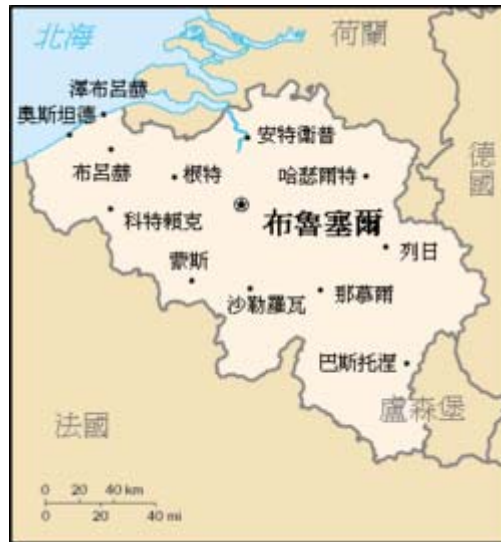 北海
荷蘭
澤布呂赫
奧斯坦德
安特衛普
德國
布呂赫
根特
哈瑟爾特
科特賴克
布魯塞爾
列日
蒙斯
沙勒羅瓦
那慕爾
巴斯托涅
盧森堡
法國
0 20 40 km
0 20 40 mi